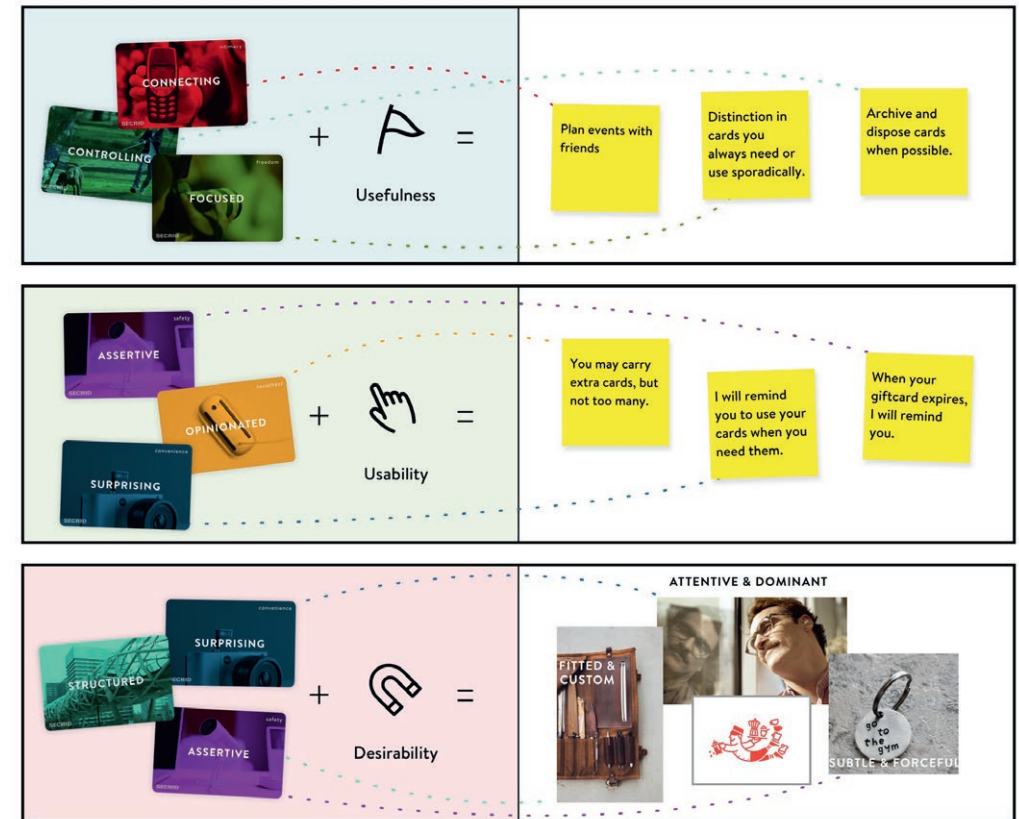 intimacy
CONNECTING
SECRID
CONTROLLING
SECRID
freedom
FOCUSED
SECRID
+
Usefulness
=
Plan events with
friends
Distinction in
cards you
always need or
use sporadically.
Archive and
dispose cards
when possible.
safety
ASSERTIVE
SECRID
OPINIONATED
convenience
SURPRISING
SECRID
+
Usability
=
You may carry
extra cards, but
not too many.
I will remind
you to use your
cards when you
need them.
When your
giftcard expires,
I will remind
you.
convenience
SURPRISING
SECRID
STRUCTURED
SECRID
safety
ASSERTIVE
SECRID
+
Desirability
=
ATTENTIVE & DOMINANT
FITTED &
CUSTOM
go
to
the
gym
SUBTLE & FORCEFUL